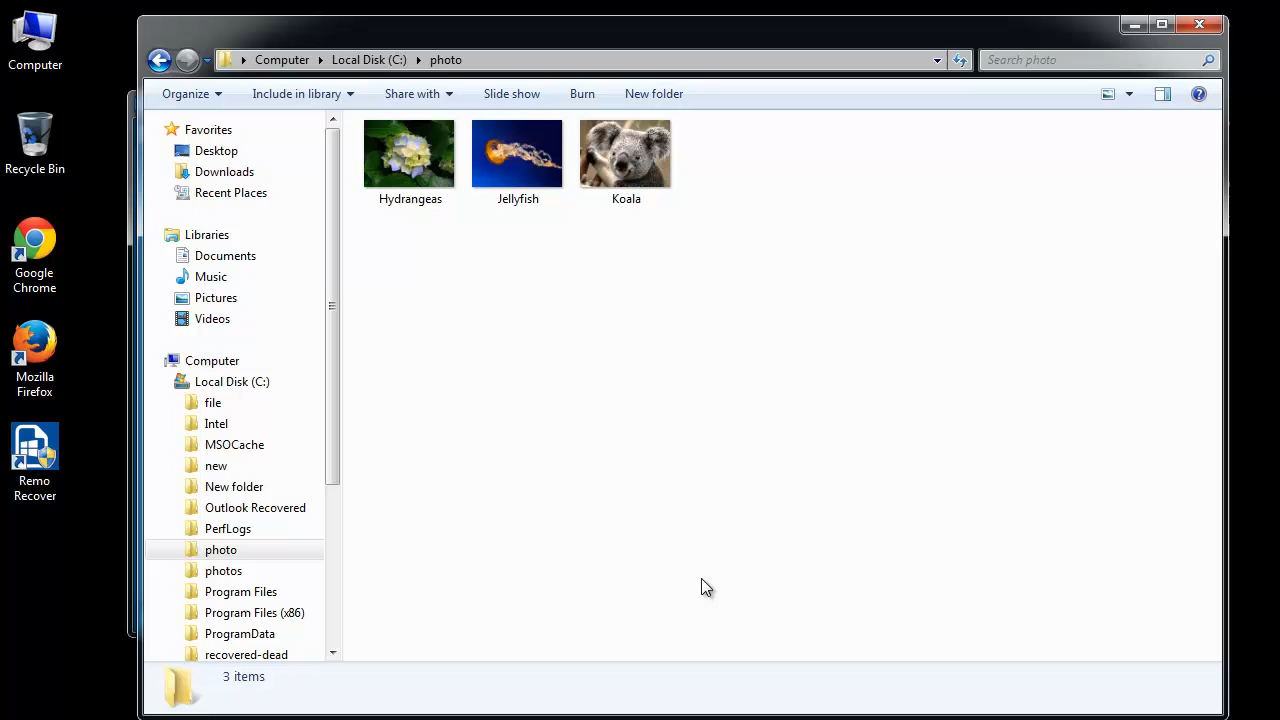 Computer
Recycle Bin
Google
Chrome
Mozilla
Firefox
Remo
Recover
Computer Local Disk (C:) photo
Search photo
Organize Include in library Share with Slide show Burn New folder
Favorites
Desktop
Downloads
Recent Places
Libraries
Documents
Music
Pictures
Videos
Computer
Local Disk (C:)
file
Intel
MSOCache
new
New folder
Outlook Recovered
PerfLogs
photo
photos
Program Files
Program Files (x86)
ProgramData
recovered-dead
Hydrangeas
Jellyfish
Koala
3 items